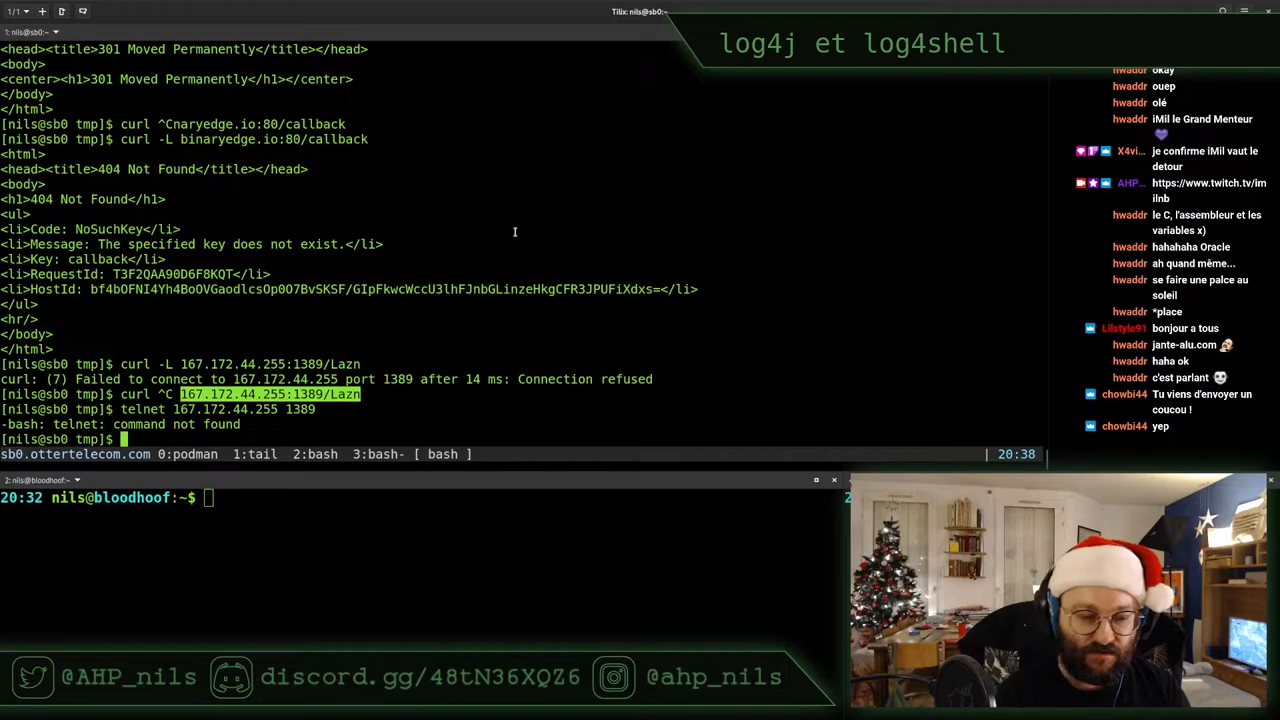 1/1
Tilix: nils@sb0:~
1: nils@sb0:~
log4j et log4shell
<head><title>301 Moved Permanently</title></head>
<body>
<center><h1>301 Moved Permanently</h1></center>
</body>
</html>
[nils@sb0 tmp]$ curl ^Cnaryedge.io:80/callback
[nils@sb0 tmp]$ curl -L binaryedge.io:80/callback
<html>
<head><title>404 Not Found</title></head>
<body>
<h1>404 Not Found</h1>
<ul>
<li>Code: NoSuchKey</li>
<li>Message: The specified key does not exist.</li>
<li>Key: callback</li>
<li>RequestId: T3F2QAA90D6F8KQT</li>
<li>HostId: bf4bOFNI4Yh4BoOVGaodlcsOp0O7BvSKSF/GIpFkwcWccU3lhFJnbGLinzeHkgCFR3JPUFiXdxs=</li>
</ul>
<hr/>
</body>
</html>
[nils@sb0 tmp]$ curl -L 167.172.44.255:1389/Lazn
curl: (7) Failed to connect to 167.172.44.255 port 1389 after 14 ms: Connection refused
[nils@sb0 tmp]$ curl ^C 167.172.44.255:1389/Lazn
[nils@sb0 tmp]$ telnet 167.172.44.255 1389
-bash: telnet: command not found
[nils@sb0 tmp]$
sb0.ottertelecom.com 0:podman 1:tail 2:bash 3:bash- [ bash ] | 20:38
hwaddr okay
hwaddr ouep
hwaddr olé
hwaddr iMil le Grand Menteur
X4vi... je confirme iMil vaut le
detour
AHP... https://www.twitch.tv/im
ilnb
hwaddr le C, l'assembleur et les
variables x)
hwaddr hahahaha Oracle
hwaddr ah quand même...
hwaddr se faire une palce au
soleil
hwaddr *place
Lilstyle91 bonjour a tous
hwaddr jante-alu.com
hwaddr haha ok
hwaddr c'est parlant
chowbi44 Tu viens d'envoyer un
coucou !
chowbi44 yep
2: nils@bloodhoof:~
20:32 nils@bloodhoof:~$
2
@AHP_nils discord.gg/48tN36XQZ6 @ahp_nils